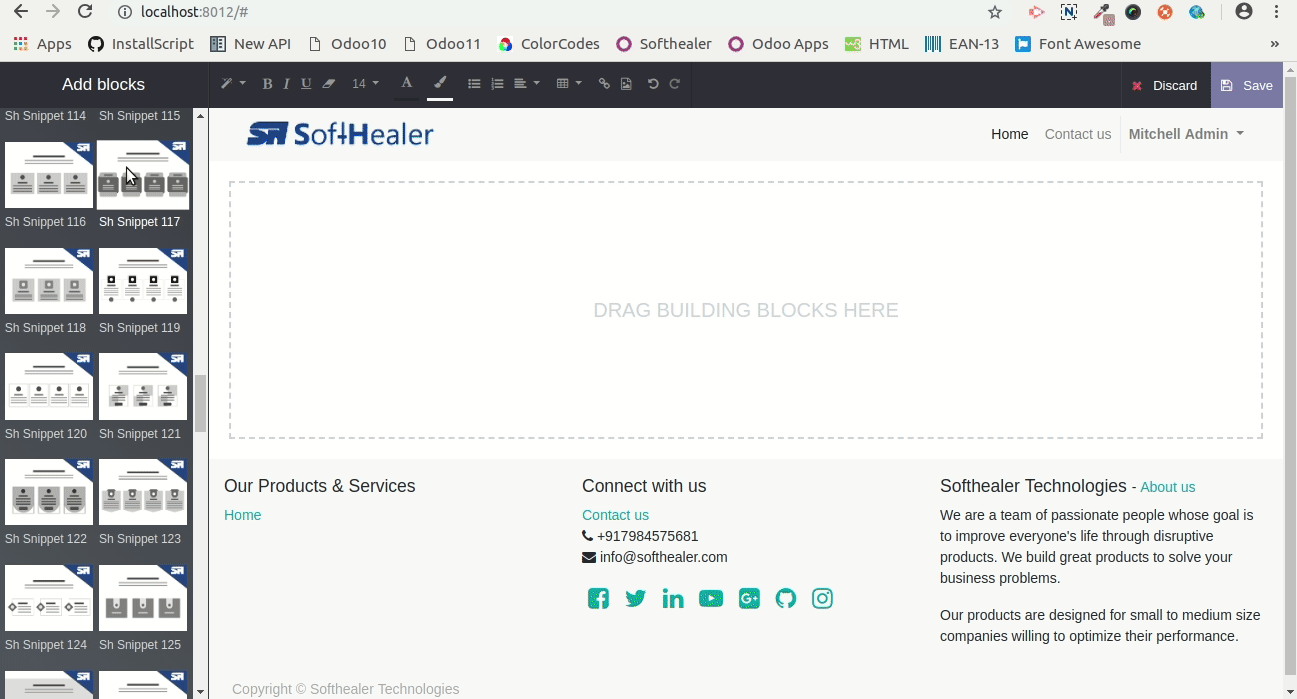 localhost:8012/#
Apps InstallScript New API Odoo10 Odoo11 ColorCodes Softhealer Odoo Apps HTML EAN-13 Font Awesome »
Add blocks B I U 14 A Discard Save
Sh Snippet 114 Sh Snippet 115
Sh Snippet 116 Sh Snippet 117
Sh Snippet 118 Sh Snippet 119
Sh Snippet 120 Sh Snippet 121
Sh Snippet 122 Sh Snippet 123
Sh Snippet 124 Sh Snippet 125
SoftHealer
Home Contact us Mitchell Admin
DRAG BUILDING BLOCKS HERE
Our Products & Services
Home
Connect with us
Contact us
+917984575681
info@softhealer.com
Softhealer Technologies - About us
We are a team of passionate people whose goal is
to improve everyone's life through disruptive
products. We build great products to solve your
business problems.
Our products are designed for small to medium size
companies willing to optimize their performance.
Copyright © Softhealer Technologies